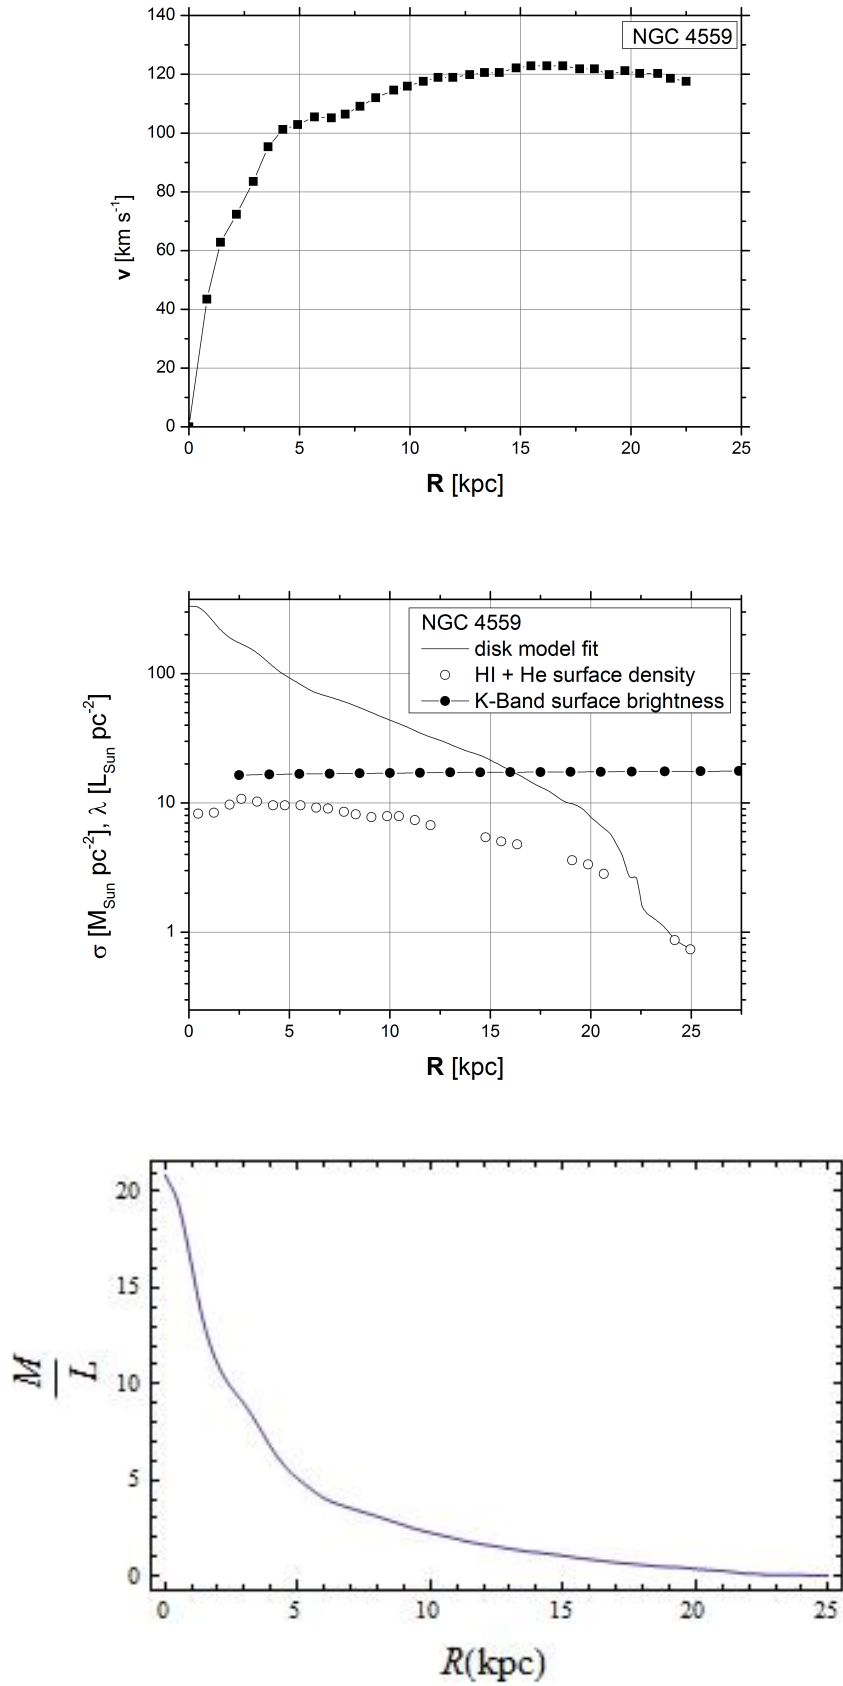 140
NGC 4559
120
100
80
60
40
20
0
v [km s-1]
0 5 10 15 20 25
R [kpc]
NGC 4559
disk model fit
HI + He surface density
K-Band surface brightness
100
10
1
σ [MSun pc-2], λ [LSun pc-2]
0 5 10 15 20 25
R [kpc]
20
15
10
5
0
M
L
0 5 10 15 20 25
R(kpc)